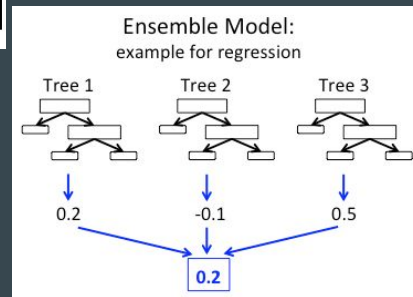 Ensemble Model:
example for regression
Tree 1 Tree 2 Tree 3
0.2 -0.1 0.5
0.2